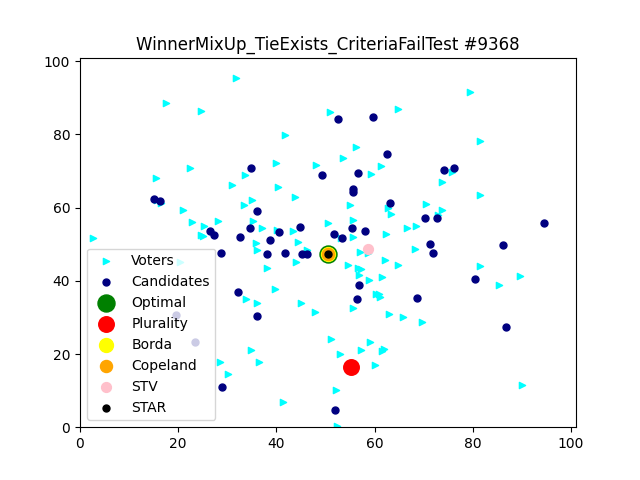 WinnerMixUp_TieExists_CriteriaFailTest #9368
100
80
60
40
20
0
0 20 40 60 80 100
Voters
Candidates
Optimal
Plurality
Borda
Copeland
STV
STAR